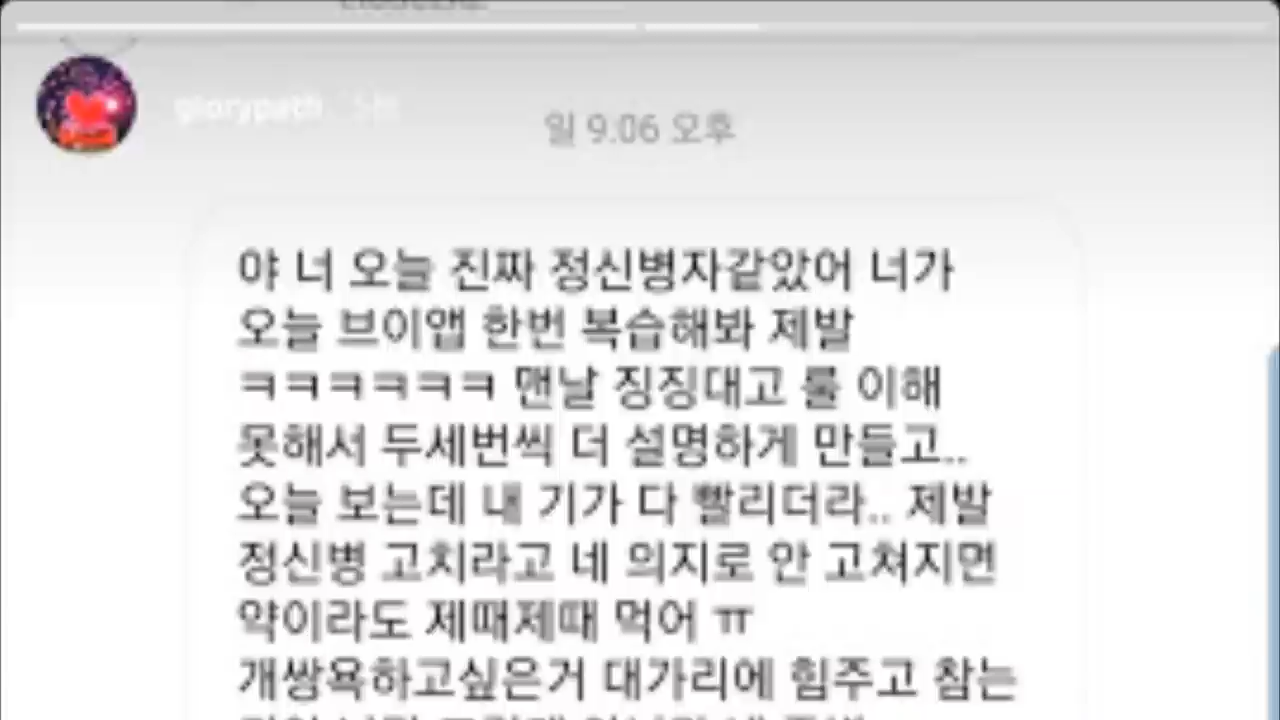 glorypath
일 9:06 오후
야 너 오늘 진짜 정신병자같았어 너가
오늘 브이앱 한번 복습해봐 제발
ㅋㅋㅋㅋㅋㅋ 맨날 징징대고 룰 이해
못해서 두세번씩 더 설명하게 만들고..
오늘 보는데 내 기가 다 빨리더라.. 제발
정신병 고치라고 네 의지로 안 고쳐지면
약이라도 제때제때 먹어 ㅠ
개쌍욕하고싶은거 대가리에 힘주고 참는